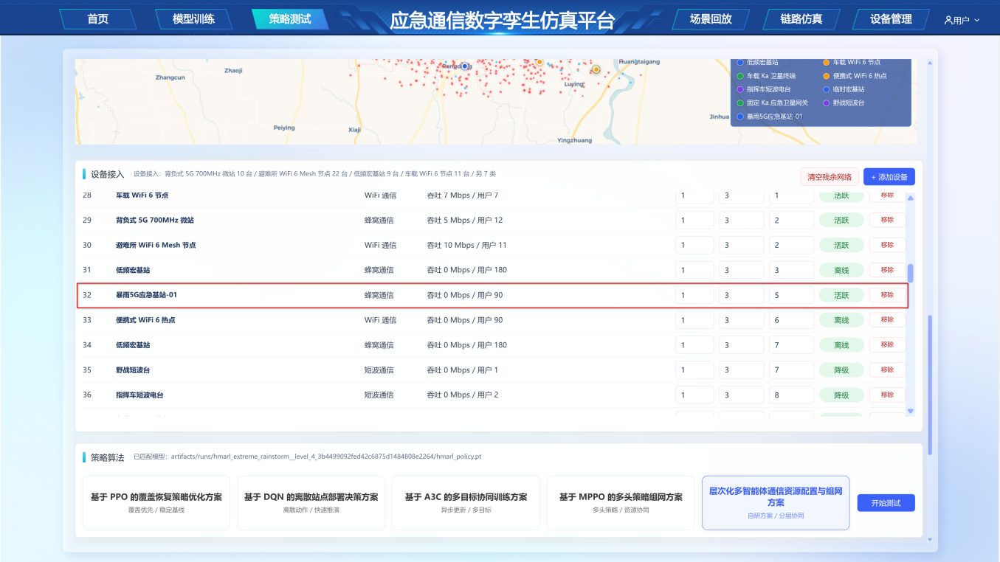 首页 模型训练 策略测试 应急通信数字孪生仿真平台 场景回放 链路仿真 设备管理 用户
Zhangcun
Zhaoji
Huangtaigang
Luying
Peiying
Xiaji
Jinhua
Yingzhuang
低频宏基站 车载 WiFi 6 节点
车载 Ka 卫星终端 便携式 WiFi 6 热点
指挥车短波电台 临时宏基站
固定 Ka 应急卫星网关 野战短波台
暴雨5G应急基站-01
设备接入 设备接入：背负式 5G 700MHz 微站 10 台 / 避难所 WiFi 6 Mesh 节点 22 台 / 低频宏基站 9 台 / 车载 WiFi 6 节点 11 台 / 另 7 类 清空残余网络 + 添加设备
28 车载 WiFi 6 节点 WiFi 通信 吞吐 7 Mbps / 用户 7 1 3 1 活跃 移除
29 背负式 5G 700MHz 微站 蜂窝通信 吞吐 5 Mbps / 用户 12 1 3 2 活跃 移除
30 避难所 WiFi 6 Mesh 节点 WiFi 通信 吞吐 10 Mbps / 用户 11 1 3 2 活跃 移除
31 低频宏基站 蜂窝通信 吞吐 0 Mbps / 用户 180 1 3 3 离线 移除
32 暴雨5G应急基站-01 蜂窝通信 吞吐 0 Mbps / 用户 90 1 3 5 活跃 移除
33 便携式 WiFi 6 热点 WiFi 通信 吞吐 0 Mbps / 用户 90 1 3 6 离线 移除
34 低频宏基站 蜂窝通信 吞吐 0 Mbps / 用户 180 1 3 7 离线 移除
35 野战短波台 短波通信 吞吐 0 Mbps / 用户 1 1 3 7 降级 移除
36 指挥车短波电台 短波通信 吞吐 0 Mbps / 用户 2 1 3 8 降级 移除
策略算法 已匹配模型：artifacts/runs/hmarl_extreme_rainstorm__level_4_3b4499092fed42c6875d1484808e2264/hmarl_policy.pt
基于 PPO 的覆盖恢复策略优化方案
覆盖优先 / 稳定基线
基于 DQN 的离散站点部署决策方案
离散动作 / 快速推演
基于 A3C 的多目标协同训练方案
异步更新 / 多目标
基于 MPPO 的多头策略组网方案
多头策略 / 资源协同
层次化多智能体通信资源配置与组网
方案
自研方案 / 分层协同
开始测试